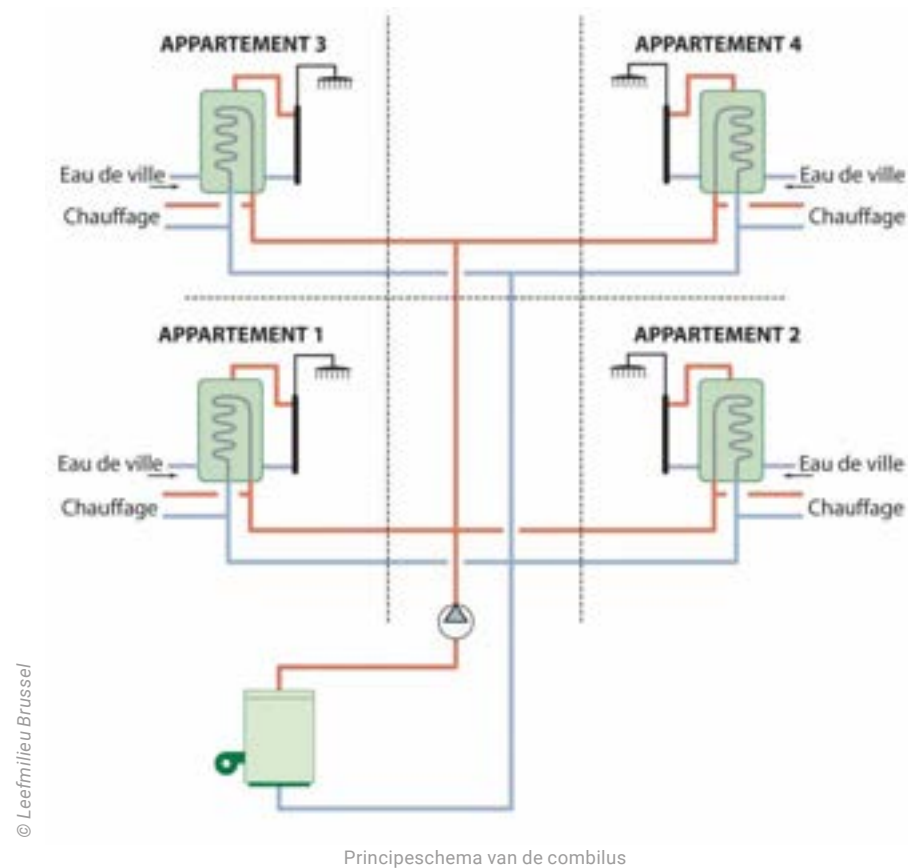 APPARTEMENT 3
APPARTEMENT 4
Eau de ville
Chauffage
Eau de ville
Chauffage
APPARTEMENT 1
APPARTEMENT 2
Eau de ville
Chauffage
Eau de ville
Chauffage
© Leefmilieu Brussel
Principeschema van de combilus